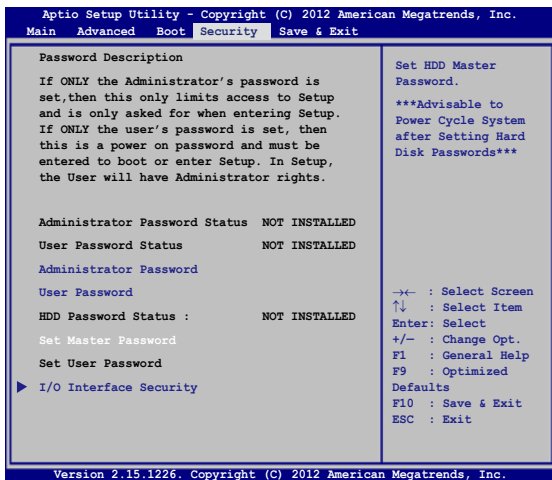 Aptio Setup Utility - Copyright (C) 2012 American Megatrends, Inc.
Main Advanced Boot Security Save & Exit
Password Description
If ONLY the Administrator's password is
set,then this only limits access to Setup
and is only asked for when entering Setup.
If ONLY the user's password is set, then
this is a power on password and must be
entered to boot or enter Setup. In Setup,
the User will have Administrator rights.
Administrator Password Status NOT INSTALLED
User Password Status NOT INSTALLED
Administrator Password
User Password
HDD Password Status : NOT INSTALLED
Set Master Password
Set User Password
I/O Interface Security
Set HDD Master
Password.
***Advisable to
Power Cycle System
after Setting Hard
Disk Passwords***
→← : Select Screen
↑↓ : Select Item
Enter: Select
+/— : Change Opt.
F1 : General Help
F9 : Optimized
Defaults
F10 : Save & Exit
ESC : Exit
Version 2.15.1226. Copyright (C) 2012 American Megatrends, Inc.